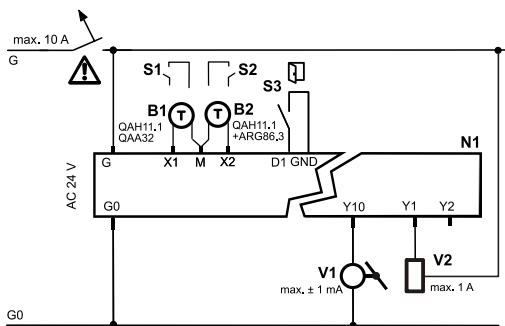 max. 10 A
G
S1 S2
S3
B1 T T B2
QAH11.1
QAA32
QAH11.1
+ARG86.3
N1
G X1 M X2 D1 GND
AC 24 V
G0 Y10 Y1 Y2
V1 V2
max. ± 1 mA
max. 1 A
G0